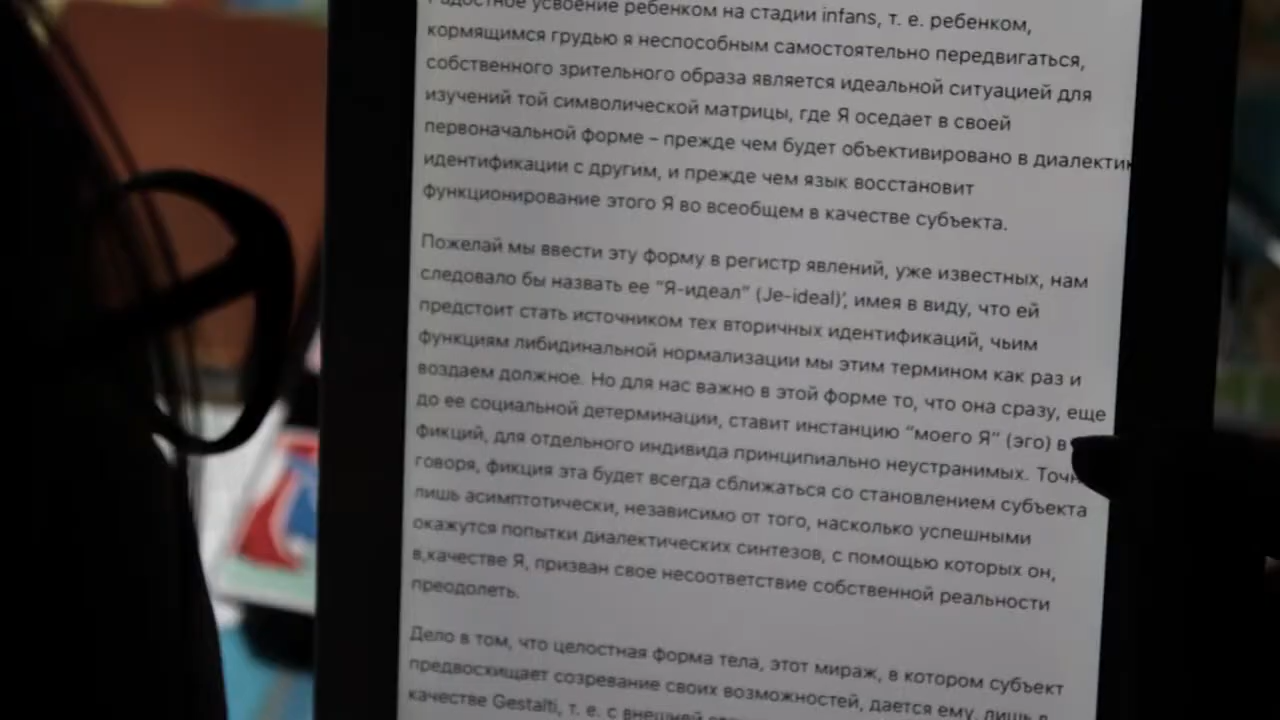 Радостное усвоение ребенком на стадии infans, т. е. ребенком,
кормящимся грудью я неспособным самостоятельно передвигаться,
собственного зрительного образа является идеальной ситуацией для
изучений той символической матрицы, где Я оседает в своей
первоначальной форме – прежде чем будет объективировано в диалектик
идентификации с другим, и прежде чем язык восстановит
функционирование этого Я во всеобщем в качестве субъекта.
Пожелай мы ввести эту форму в регистр явлений, уже известных, нам
следовало бы назвать ее "Я-идеал" (Je-ideal)', имея в виду, что ей
предстоит стать источником тех вторичных идентификаций, чьим
функциям либидинальной нормализации мы этим термином как раз и
воздаем должное. Но для нас важно в этой форме то, что она сразу, еще
до ее социальной детерминации, ставит инстанцию "моего Я" (эго) в
фикций, для отдельного индивида принципиально неустранимых. Точн
говоря, фикция эта будет всегда сближаться со становлением субъекта
лишь асимптотически, независимо от того, насколько успешными
окажутся попытки диалектических синтезов, с помощью которых он,
в,качестве Я, призван свое несоответствие собственной реальности
преодолеть.
Дело в том, что целостная форма тела, этот мираж, в котором субъект
предвосхищает созревание своих возможностей, дается ему, лишь в
качестве Gestalti, т. е. с внешней